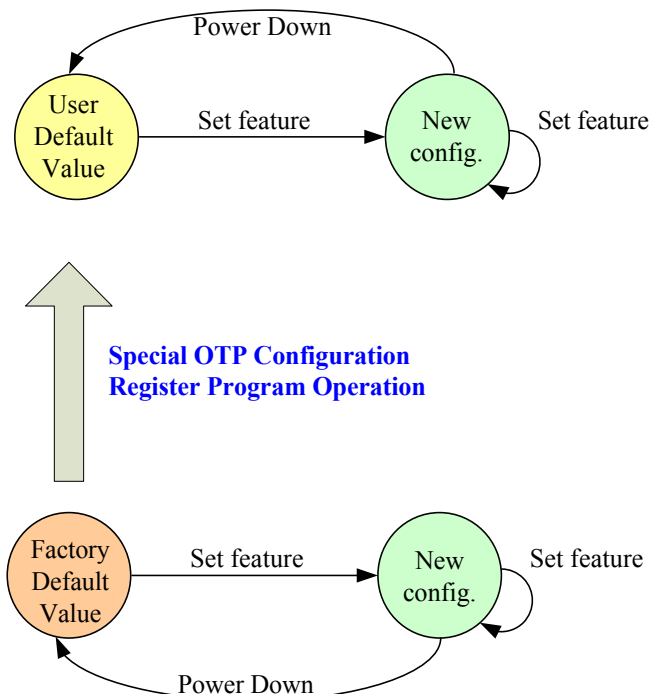 Power Down
User
Default
Value
Set feature
New
config.
Set feature
Special OTP Configuration
Register Program Operation
Factory
Default
Value
Set feature
New
config.
Set feature
Power Down